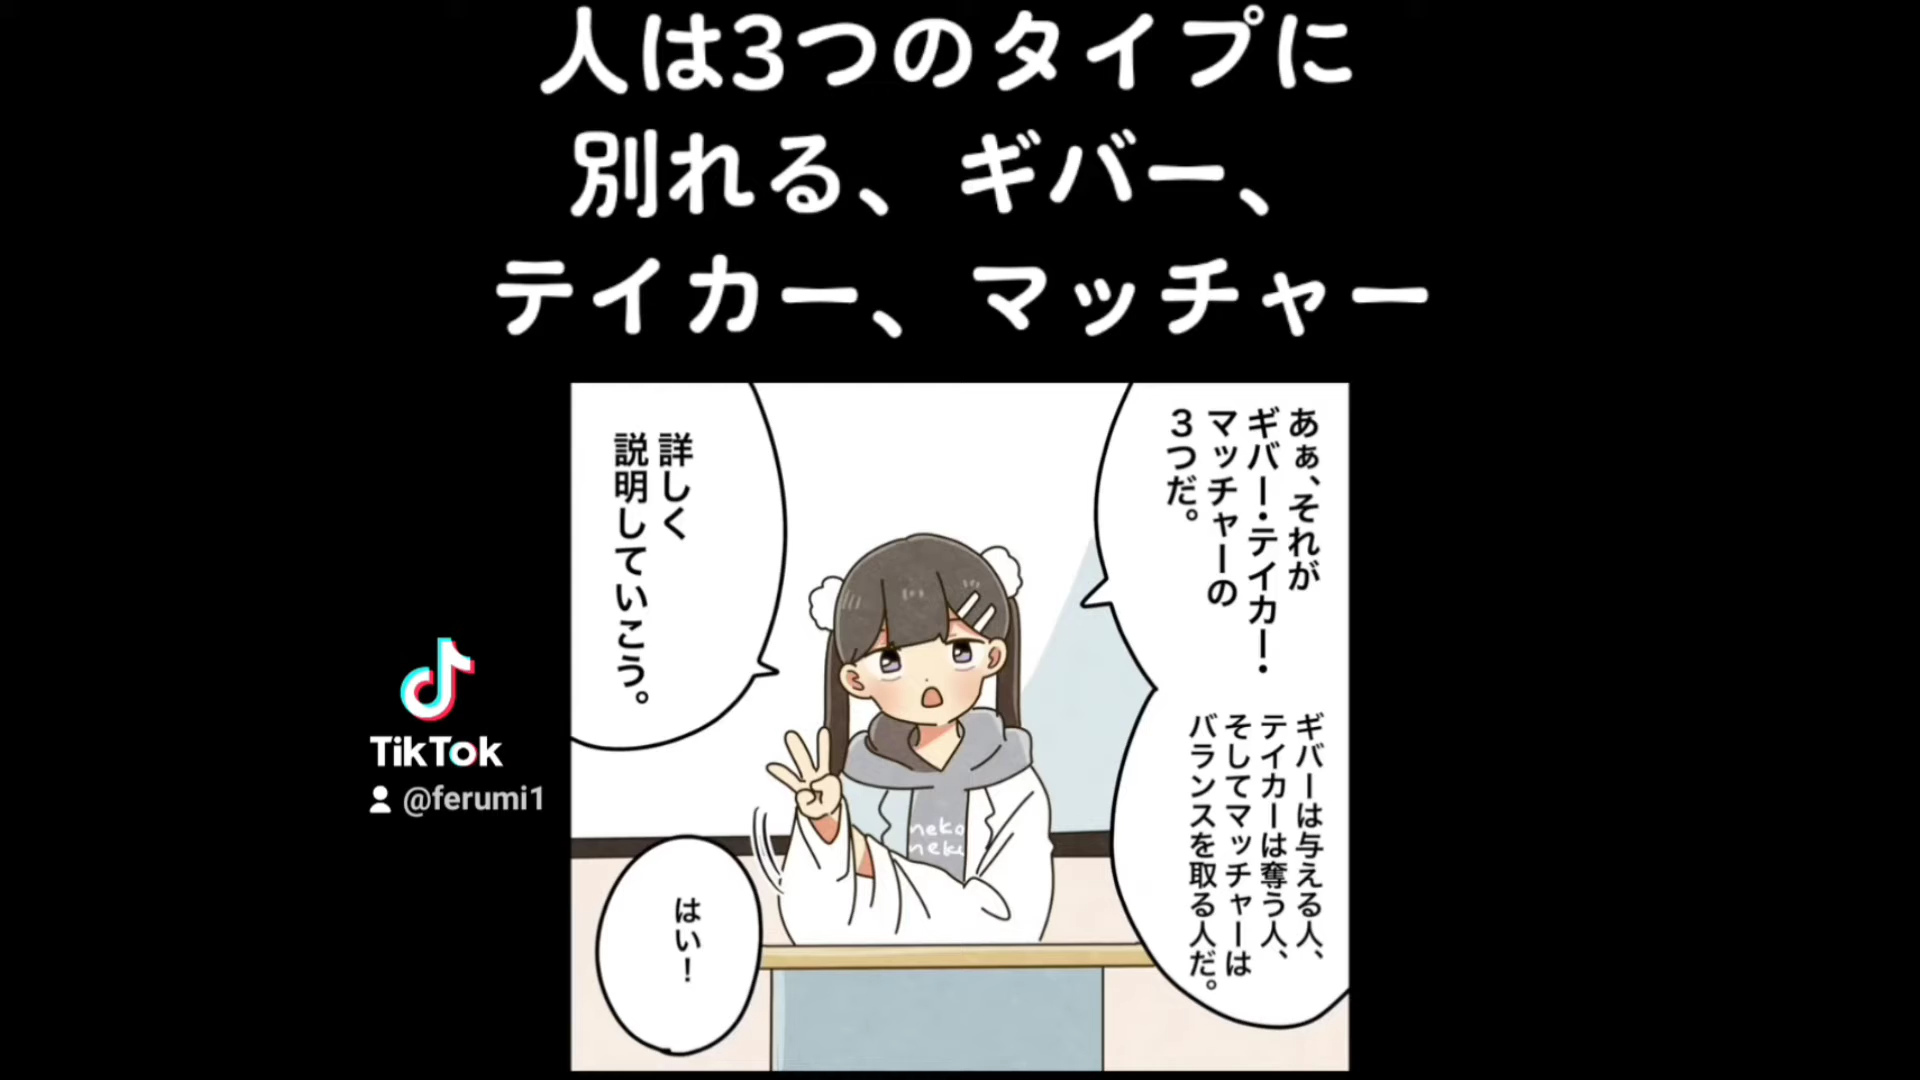 人は3つのタイプに
別れる、ギバー、
テイカー、マッチャー
あぁ、それが
ギバー・テイカー・
マッチャーの
3つだ。
ギバーは与える人、
テイカーは奪う人、
そしてマッチャーは
バランスを取る人だ。
詳しく
説明していこう。
はい！
neko
neko
TikTok
@ferumi1